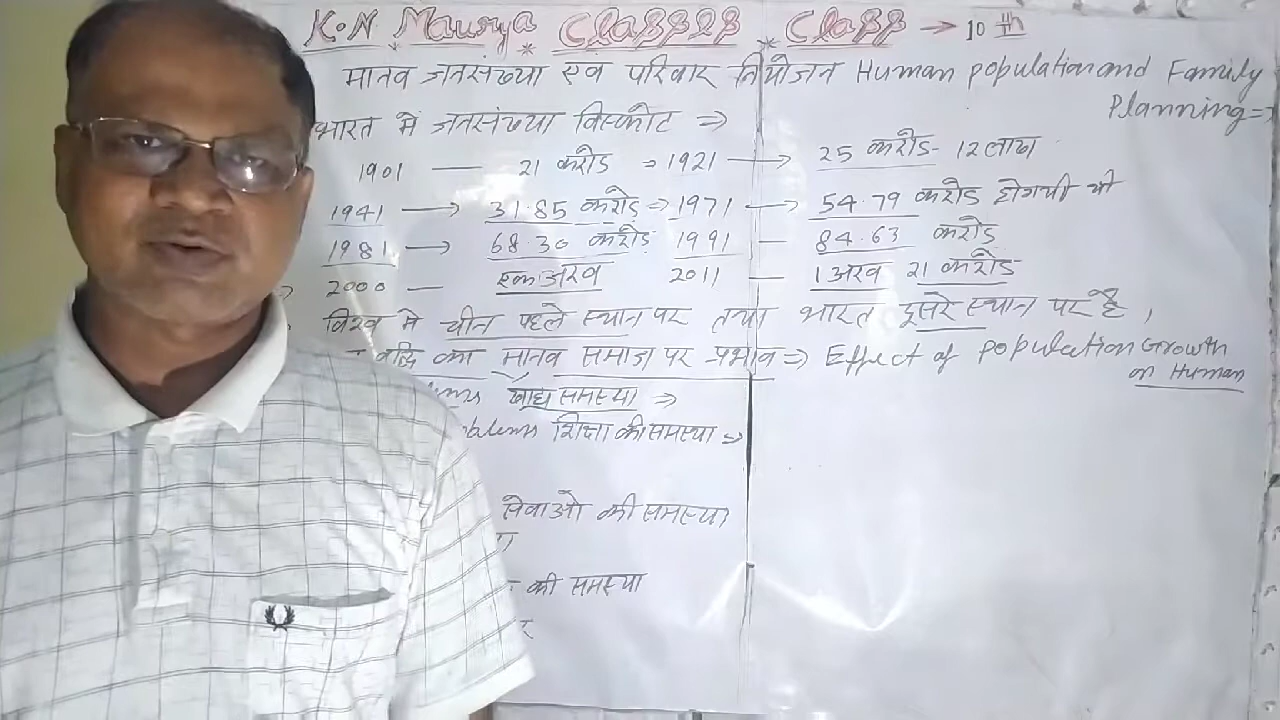 K.N. Maurya * Classes * Class → 10 th
मानव जनसंख्या एवं परिवार नियोजन Human population and Family
Planning ⇒
भारत में जनसंख्या विस्फोट ⇒
1901 — 21 करोड़ ⇒ 1921 → 25 करोड़- 12 लाख
1941 → 31.85 करोड़ ⇒ 1971 → 54.79 करोड़ होगयी थी
1981 → 68.30 करोड़ 1991 — 84.63 करोड़
2000 — एक अरब 2011 — 1 अरब 21 करोड़
विश्व मे चीन पहले स्थान पर तथा भारत दूसरे स्थान पर है,
वृद्धि का मानव समाज पर प्रभाव ⇒ Effect of population Growth
on Human
खाद्य समस्या ⇒
शिक्षा की समस्या ⇒
सेवाओ की समस्या
की समस्या